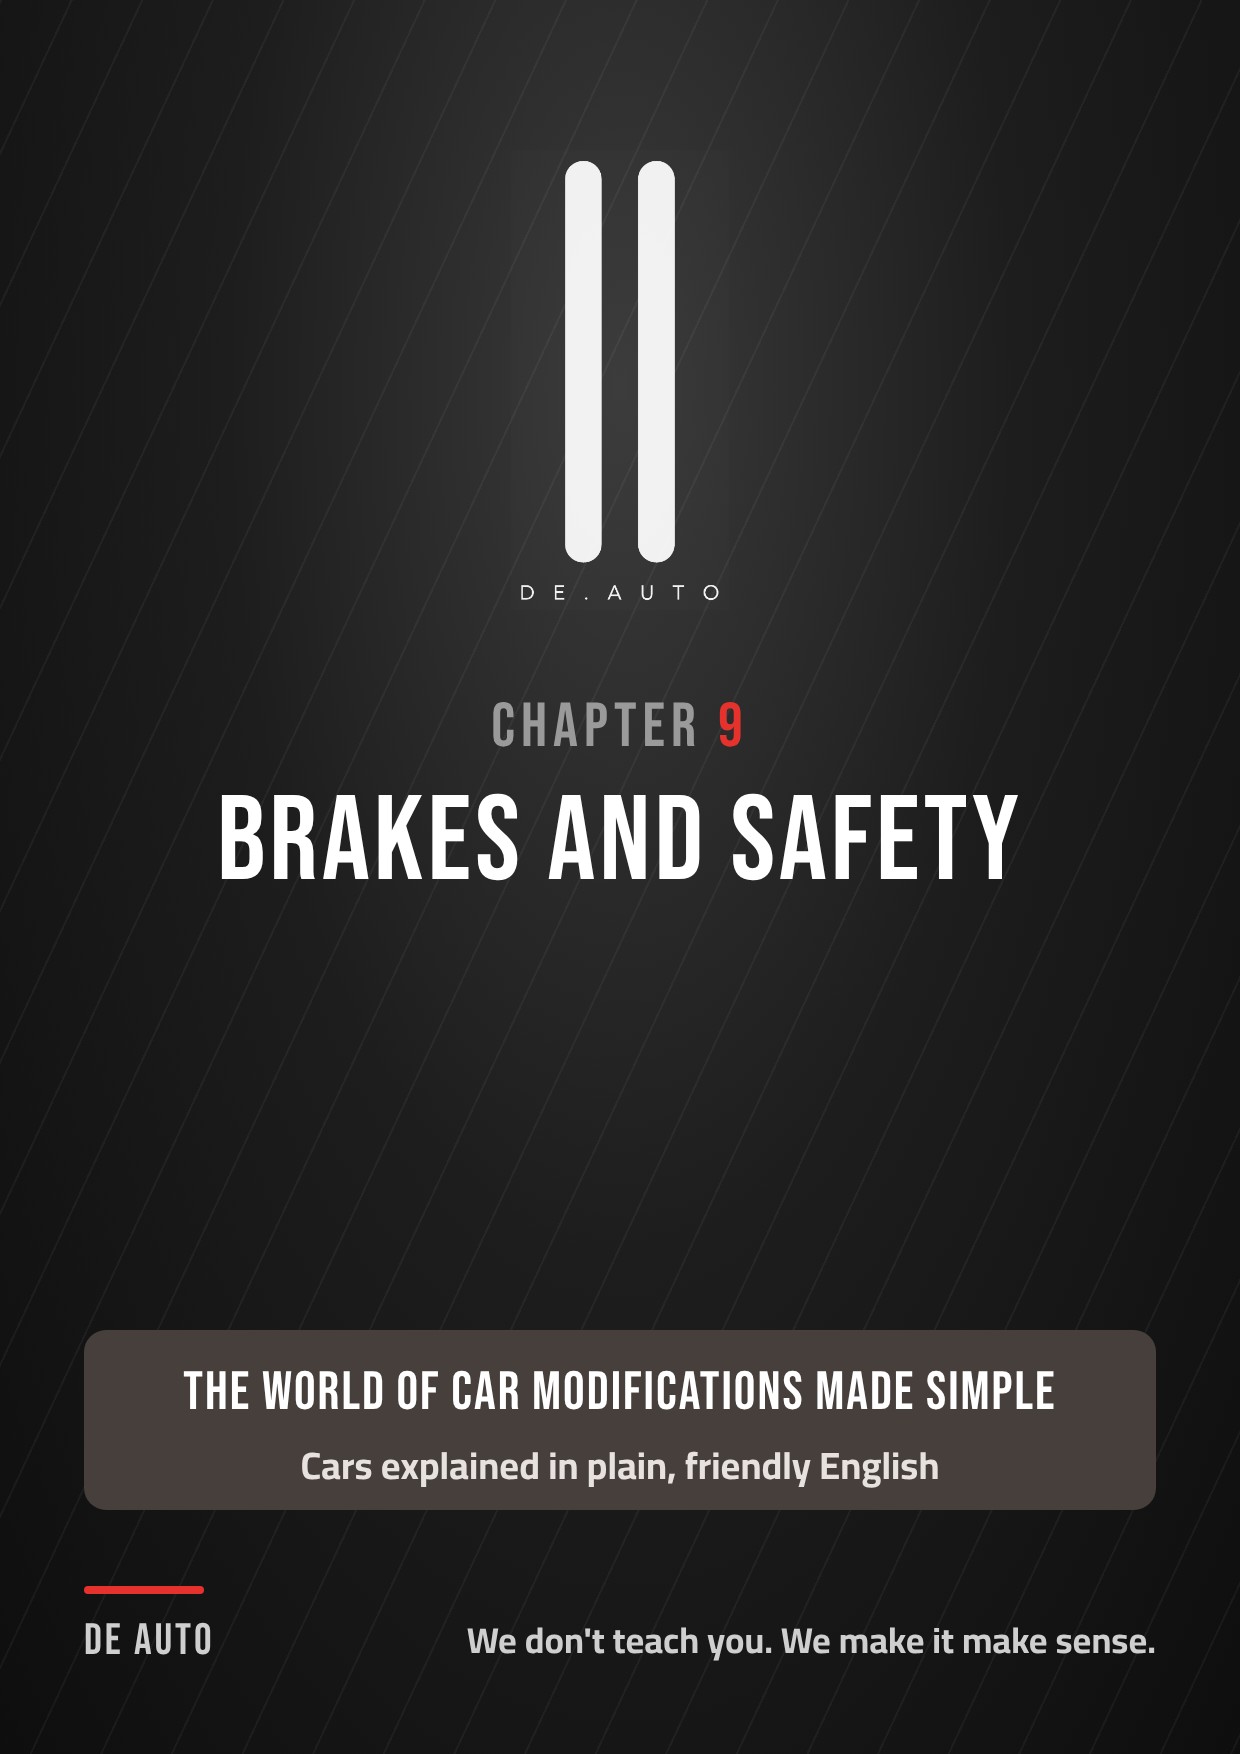 DE.AUTO
CHAPTER 9
BRAKES AND SAFETY
THE WORLD OF CAR MODIFICATIONS MADE SIMPLE
Cars explained in plain, friendly English
DE AUTO
We don't teach you. We make it make sense.